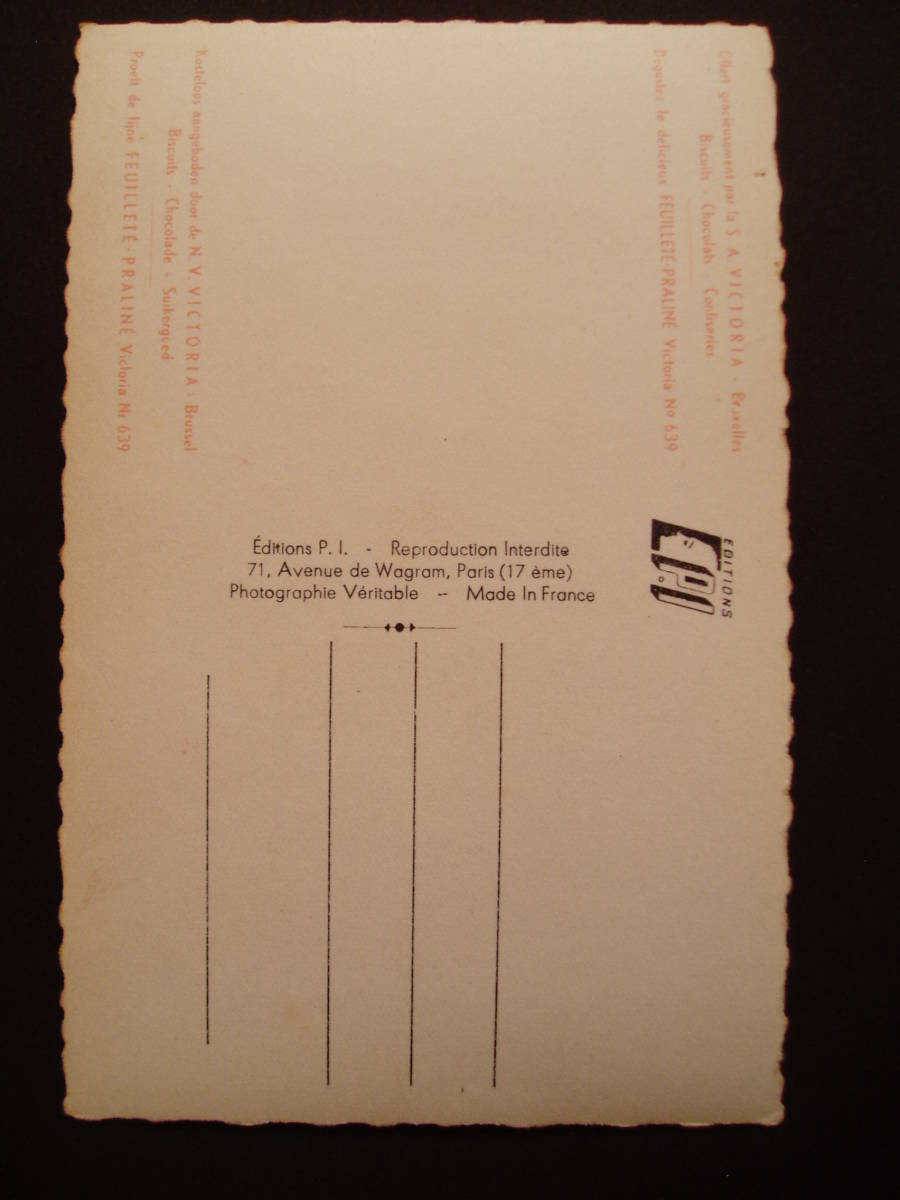 Offert gracieusement par la S. A. VICTORIA - Bruxelles
Biscuits - Chocolats - Confiseries
Dégustez le délicieux FEUILLETÉ-PRALINÉ Victoria No 639
Kosteloos aangeboden door de N. V. VICTORIA - Brussel
Biscuits - Chocolade - Suikergoed
Proeft de fijne FEUILLETÉ-PRALINÉ Victoria Nr 639
EDITIONS
P.I.
Éditions P. I. - Reproduction Interdite
71, Avenue de Wagram, Paris (17 ème)
Photographie Véritable -- Made In France